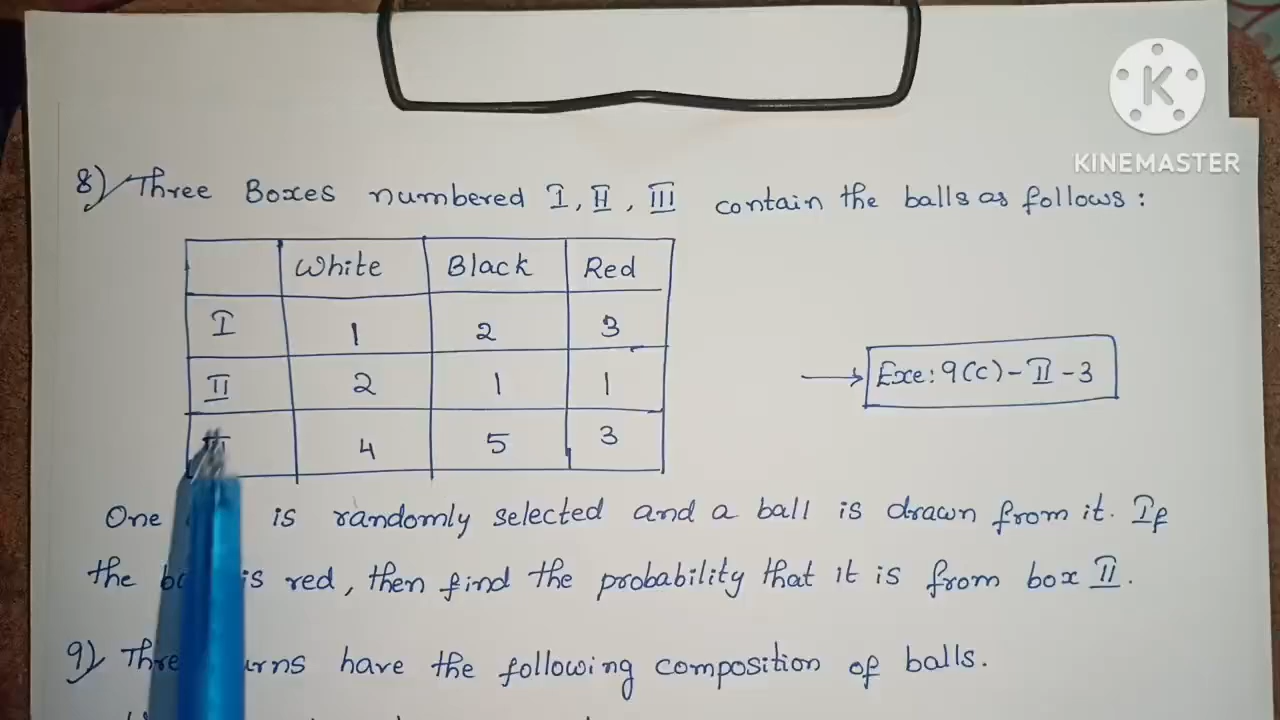 K
KINEMASTER
8) Three Boxes numbered I, II, III contain the balls as follows:
White Black Red
I 1 2 3
II 2 1 1
4 5 3
→ Exe: 9(c)-II-3
One is randomly selected and a ball is drawn from it. If
the is red, then find the probability that it is from box II.
9) urns have the following composition of balls.